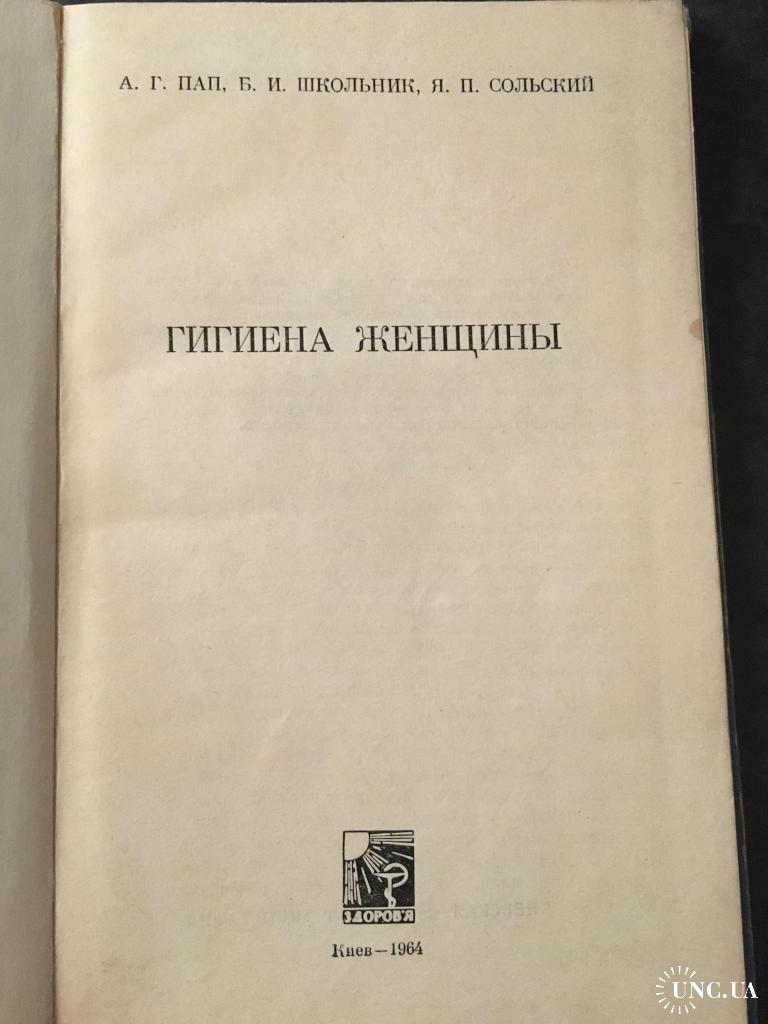 А. Г. ПАП, Б. И. ШКОЛЬНИК, Я. П. СОЛЬСКИЙ
ГИГИЕНА ЖЕНЩИНЫ
ЗДОРОВ'Я
Киев—1964
UNC.UA